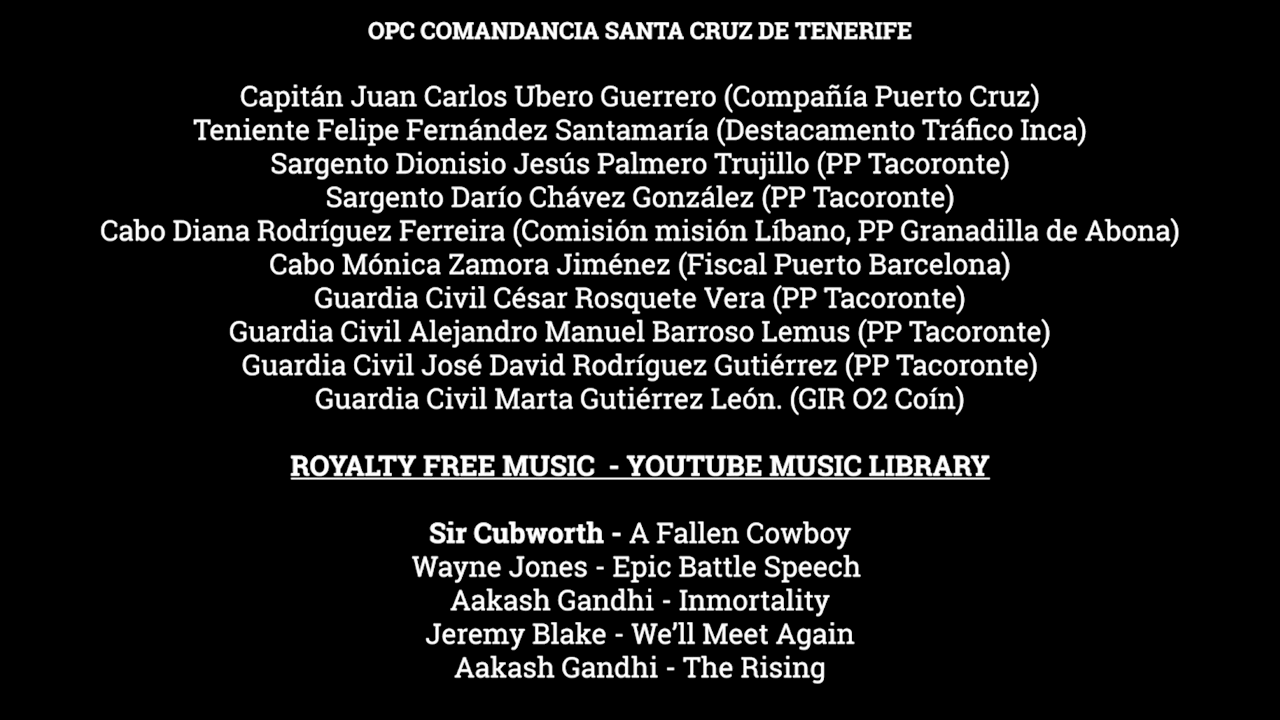 OPC COMANDANCIA SANTA CRUZ DE TENERIFE
Capitán Juan Carlos Ubero Guerrero (Compañía Puerto Cruz)
Teniente Felipe Fernández Santamaría (Destacamento Tráfico Inca)
Sargento Dionisio Jesús Palmero Trujillo (PP Tacoronte)
Sargento Darío Chávez González (PP Tacoronte)
Cabo Diana Rodríguez Ferreira (Comisión misión Líbano, PP Granadilla de Abona)
Cabo Mónica Zamora Jiménez (Fiscal Puerto Barcelona)
Guardia Civil César Rosquete Vera (PP Tacoronte)
Guardia Civil Alejandro Manuel Barroso Lemus (PP Tacoronte)
Guardia Civil José David Rodríguez Gutiérrez (PP Tacoronte)
Guardia Civil Marta Gutiérrez León. (GIR O2 Coín)
ROYALTY FREE MUSIC - YOUTUBE MUSIC LIBRARY
Sir Cubworth - A Fallen Cowboy
Wayne Jones - Epic Battle Speech
Aakash Gandhi - Inmortality
Jeremy Blake - We’ll Meet Again
Aakash Gandhi - The Rising